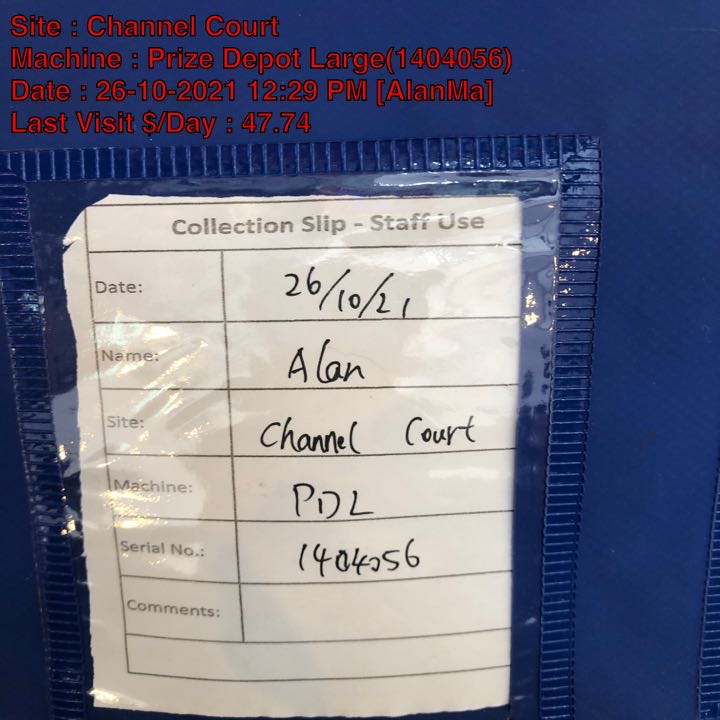 Site : Channel Court
Machine : Prize Depot Large(1404056)
Date : 26-10-2021 12:29 PM [AlanMa]
Last Visit $/Day : 47.74
Collection Slip - Staff Use
Date: 26/10/21
Name: Alan
Site: Channel Court
Machine: PDL
Serial No.: 1404056
Comments: